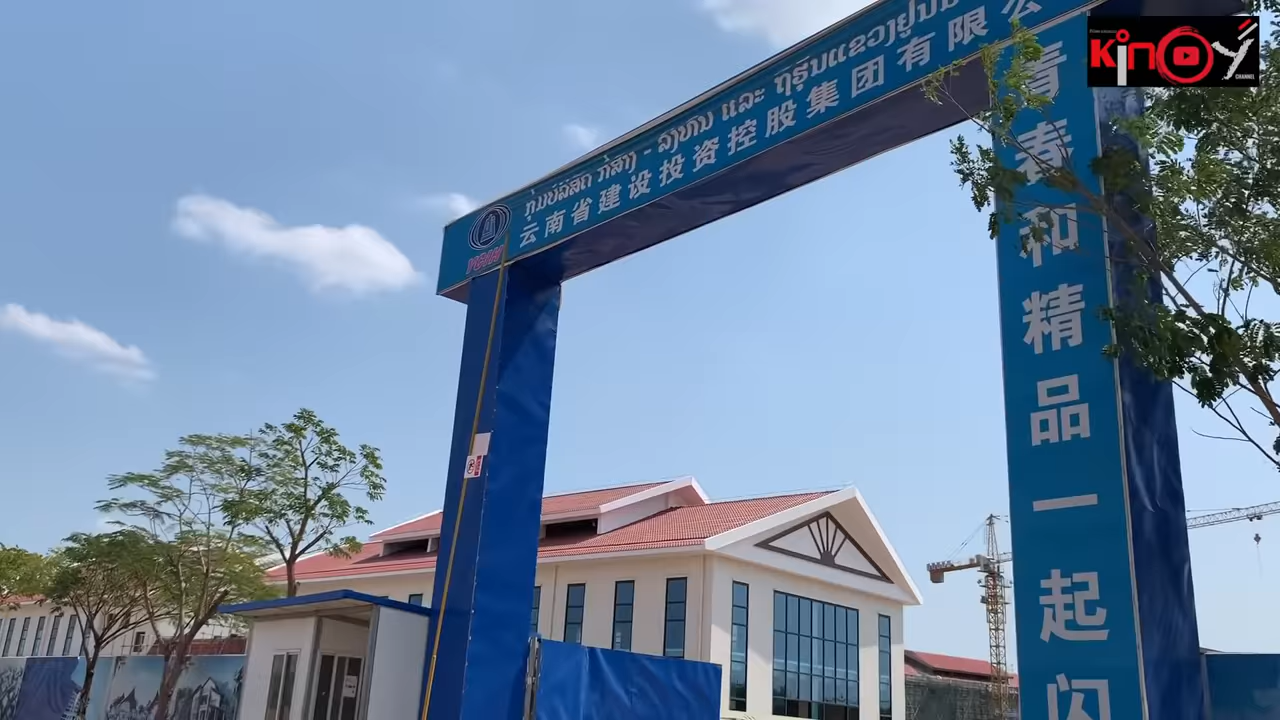 ກຸ່ມບໍລິສັດ ກໍ່ສ້າງ - ລົງທຶນ ແລະ ຖືຮຸ້ນແຂວງຢູນນານ
云南省建设投资控股集团有限公
YCIH
青春和精品一起闪
KINOY
CHANNEL